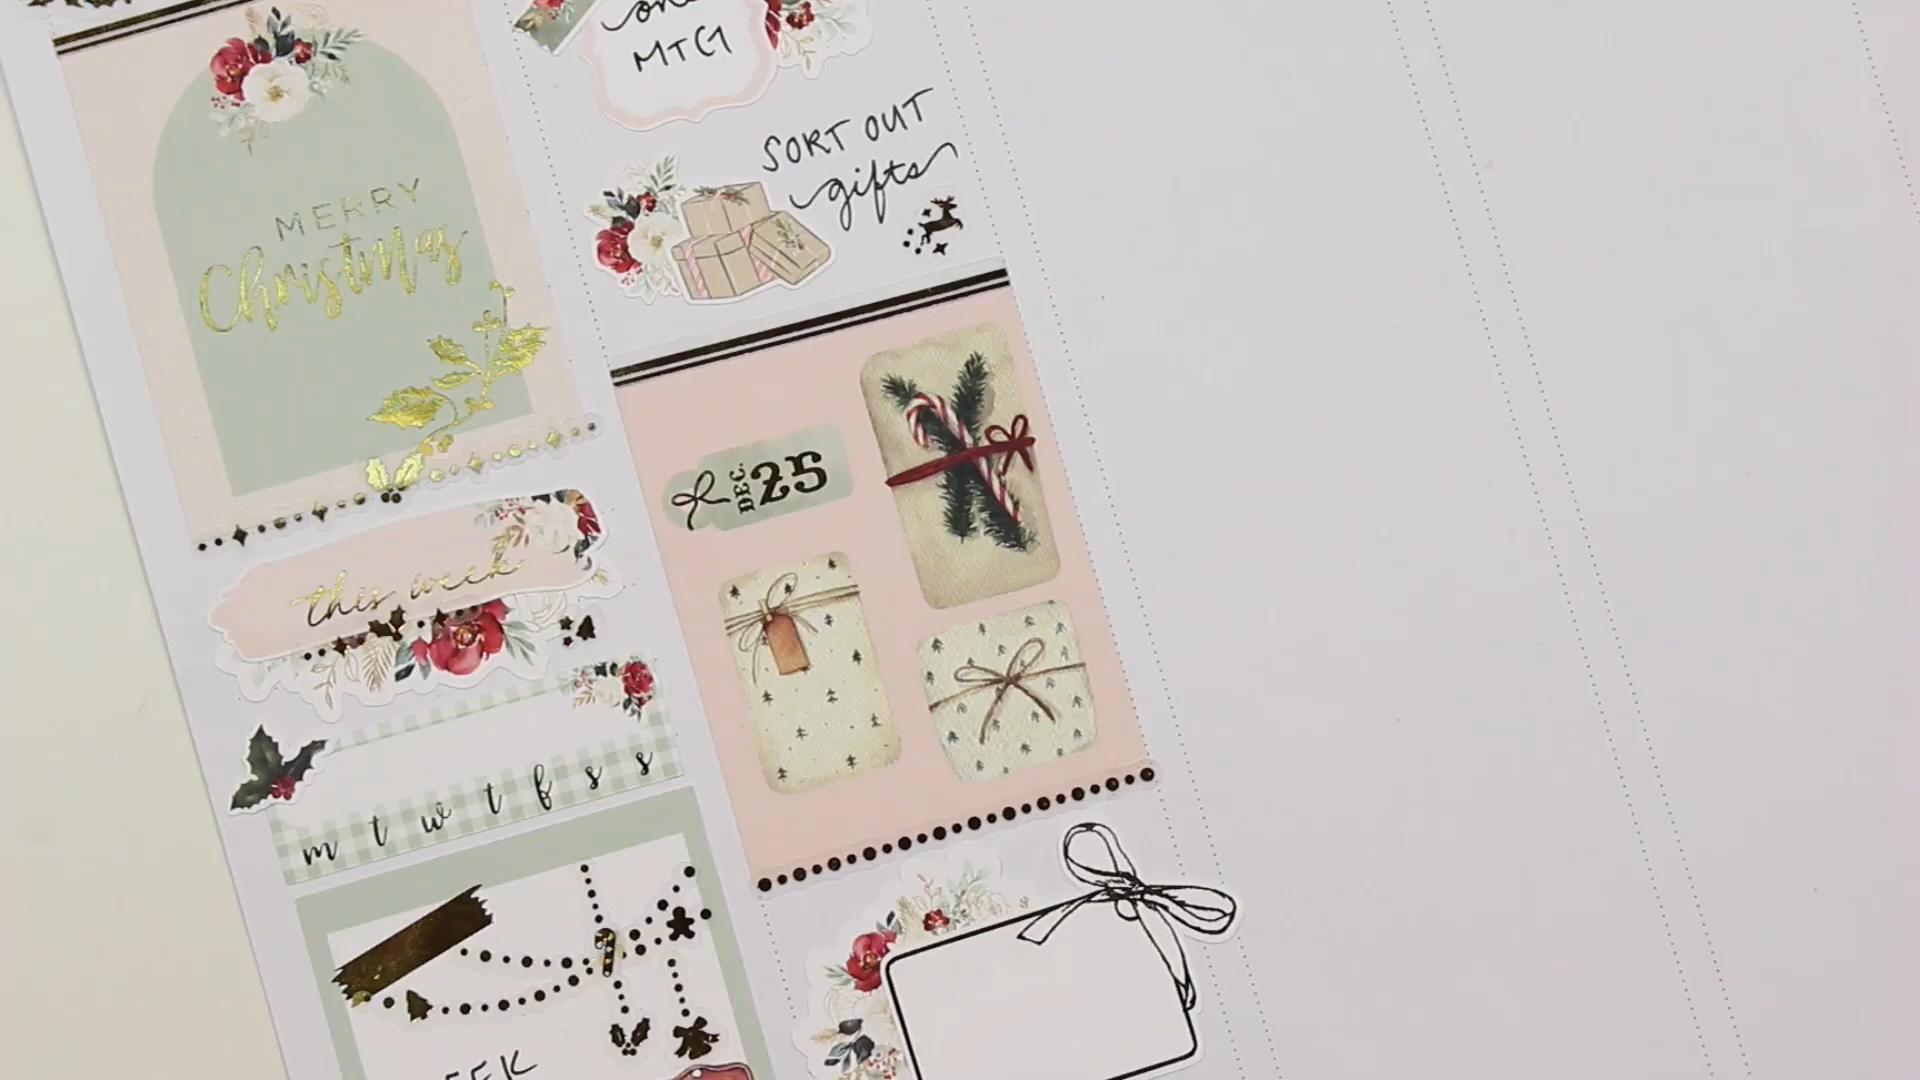 MERRY
Christmas
this week
m t w t f s s
MTG
SORT OUT
gifts
DEC. 25